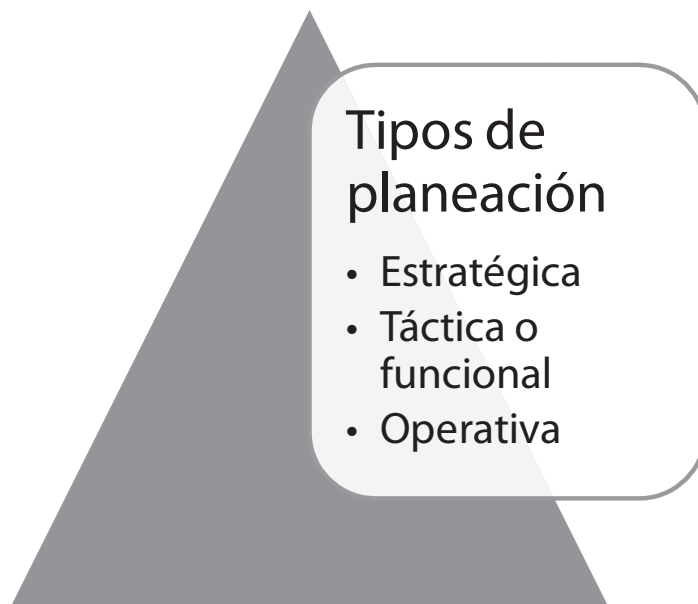 Tipos de
planeación
• Estratégica
• Táctica o
funcional
• Operativa